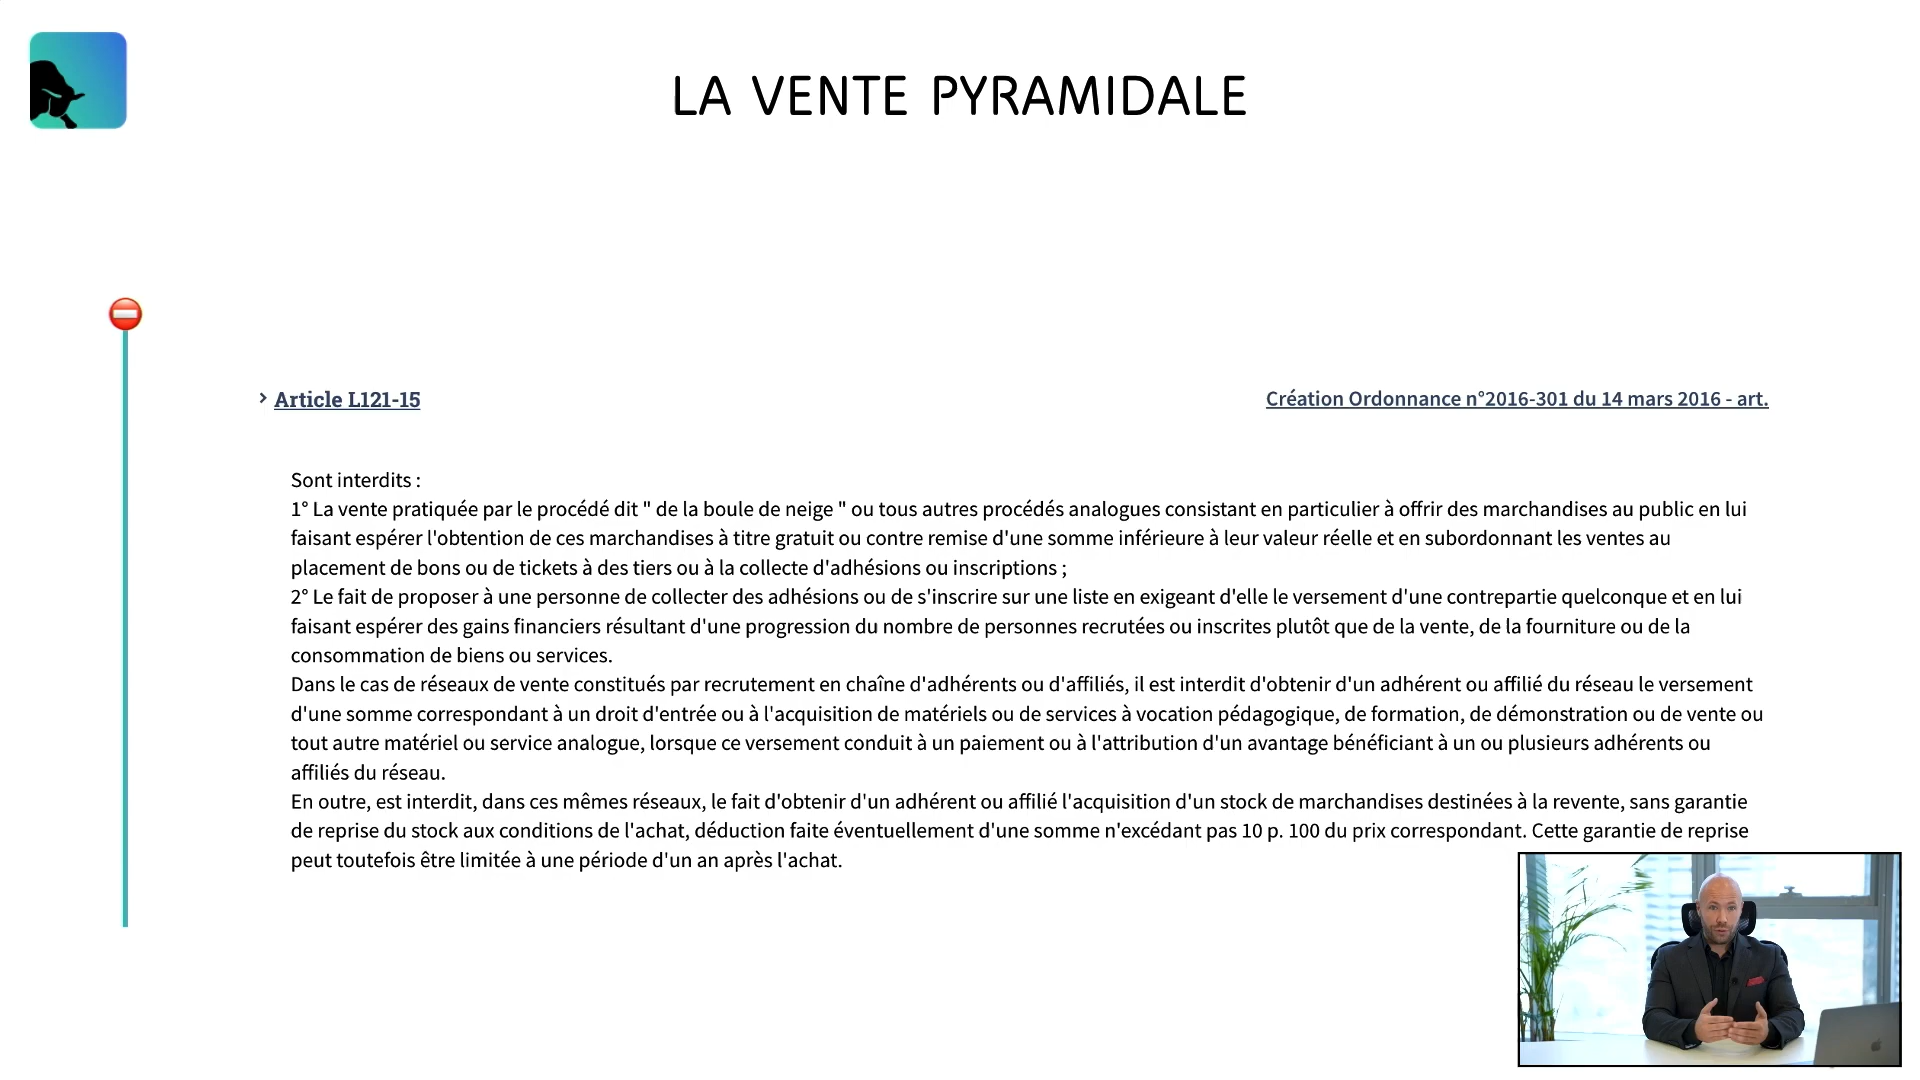 LA VENTE PYRAMIDALE
Article L121-15
Création Ordonnance n°2016-301 du 14 mars 2016 - art.
Sont interdits :
1° La vente pratiquée par le procédé dit " de la boule de neige " ou tous autres procédés analogues consistant en particulier à offrir des marchandises au public en lui
faisant espérer l'obtention de ces marchandises à titre gratuit ou contre remise d'une somme inférieure à leur valeur réelle et en subordonnant les ventes au
placement de bons ou de tickets à des tiers ou à la collecte d'adhésions ou inscriptions ;
2° Le fait de proposer à une personne de collecter des adhésions ou de s'inscrire sur une liste en exigeant d'elle le versement d'une contrepartie quelconque et en lui
faisant espérer des gains financiers résultant d'une progression du nombre de personnes recrutées ou inscrites plutôt que de la vente, de la fourniture ou de la
consommation de biens ou services.
Dans le cas de réseaux de vente constitués par recrutement en chaîne d'adhérents ou d'affiliés, il est interdit d'obtenir d'un adhérent ou affilié du réseau le versement
d'une somme correspondant à un droit d'entrée ou à l'acquisition de matériels ou de services à vocation pédagogique, de formation, de démonstration ou de vente ou
tout autre matériel ou service analogue, lorsque ce versement conduit à un paiement ou à l'attribution d'un avantage bénéficiant à un ou plusieurs adhérents ou
affiliés du réseau.
En outre, est interdit, dans ces mêmes réseaux, le fait d'obtenir d'un adhérent ou affilié l'acquisition d'un stock de marchandises destinées à la revente, sans garantie
de reprise du stock aux conditions de l'achat, déduction faite éventuellement d'une somme n'excédant pas 10 p. 100 du prix correspondant. Cette garantie de reprise
peut toutefois être limitée à une période d'un an après l'achat.